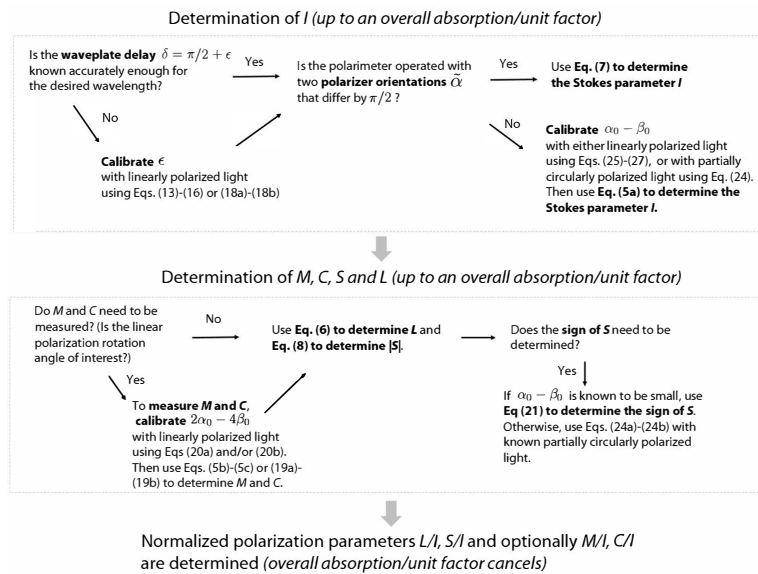 Determination of I (up to an overall absorption/unit factor)
Is the waveplate delay δ = π/2 + ϵ
known accurately enough for
the desired wavelength?
Yes
Is the polarimeter operated with
two polarizer orientations α̃
that differ by π/2 ?
Yes
Use Eq. (7) to determine
the Stokes parameter I
No
Calibrate ϵ
with linearly polarized light
using Eqs. (13)-(16) or (18a)-(18b)
No
Calibrate α₀ − β₀
with either linearly polarized light
using Eqs. (25)-(27), or with partially
circularly polarized light using Eq. (24).
Then use Eq. (5a) to determine the
Stokes parameter I.
Determination of M, C, S and L (up to an overall absorption/unit factor)
Do M and C need to be
measured? (Is the linear
polarization rotation
angle of interest?)
No
Use Eq. (6) to determine L and
Eq. (8) to determine |S|.
Does the sign of S need to be
determined?
Yes
To measure M and C,
calibrate 2α₀ − 4β₀
with linearly polarized light
using Eqs (20a) and/or (20b).
Then use Eqs. (5b)-(5c) or (19a)-
(19b) to determine M and C.
Yes
If α₀ − β₀ is known to be small, use
Eq (21) to determine the sign of S.
Otherwise, use Eqs. (24a)-(24b) with
known partially circularly polarized
light.
Normalized polarization parameters L/I, S/I and optionally M/I, C/I
are determined (overall absorption/unit factor cancels)